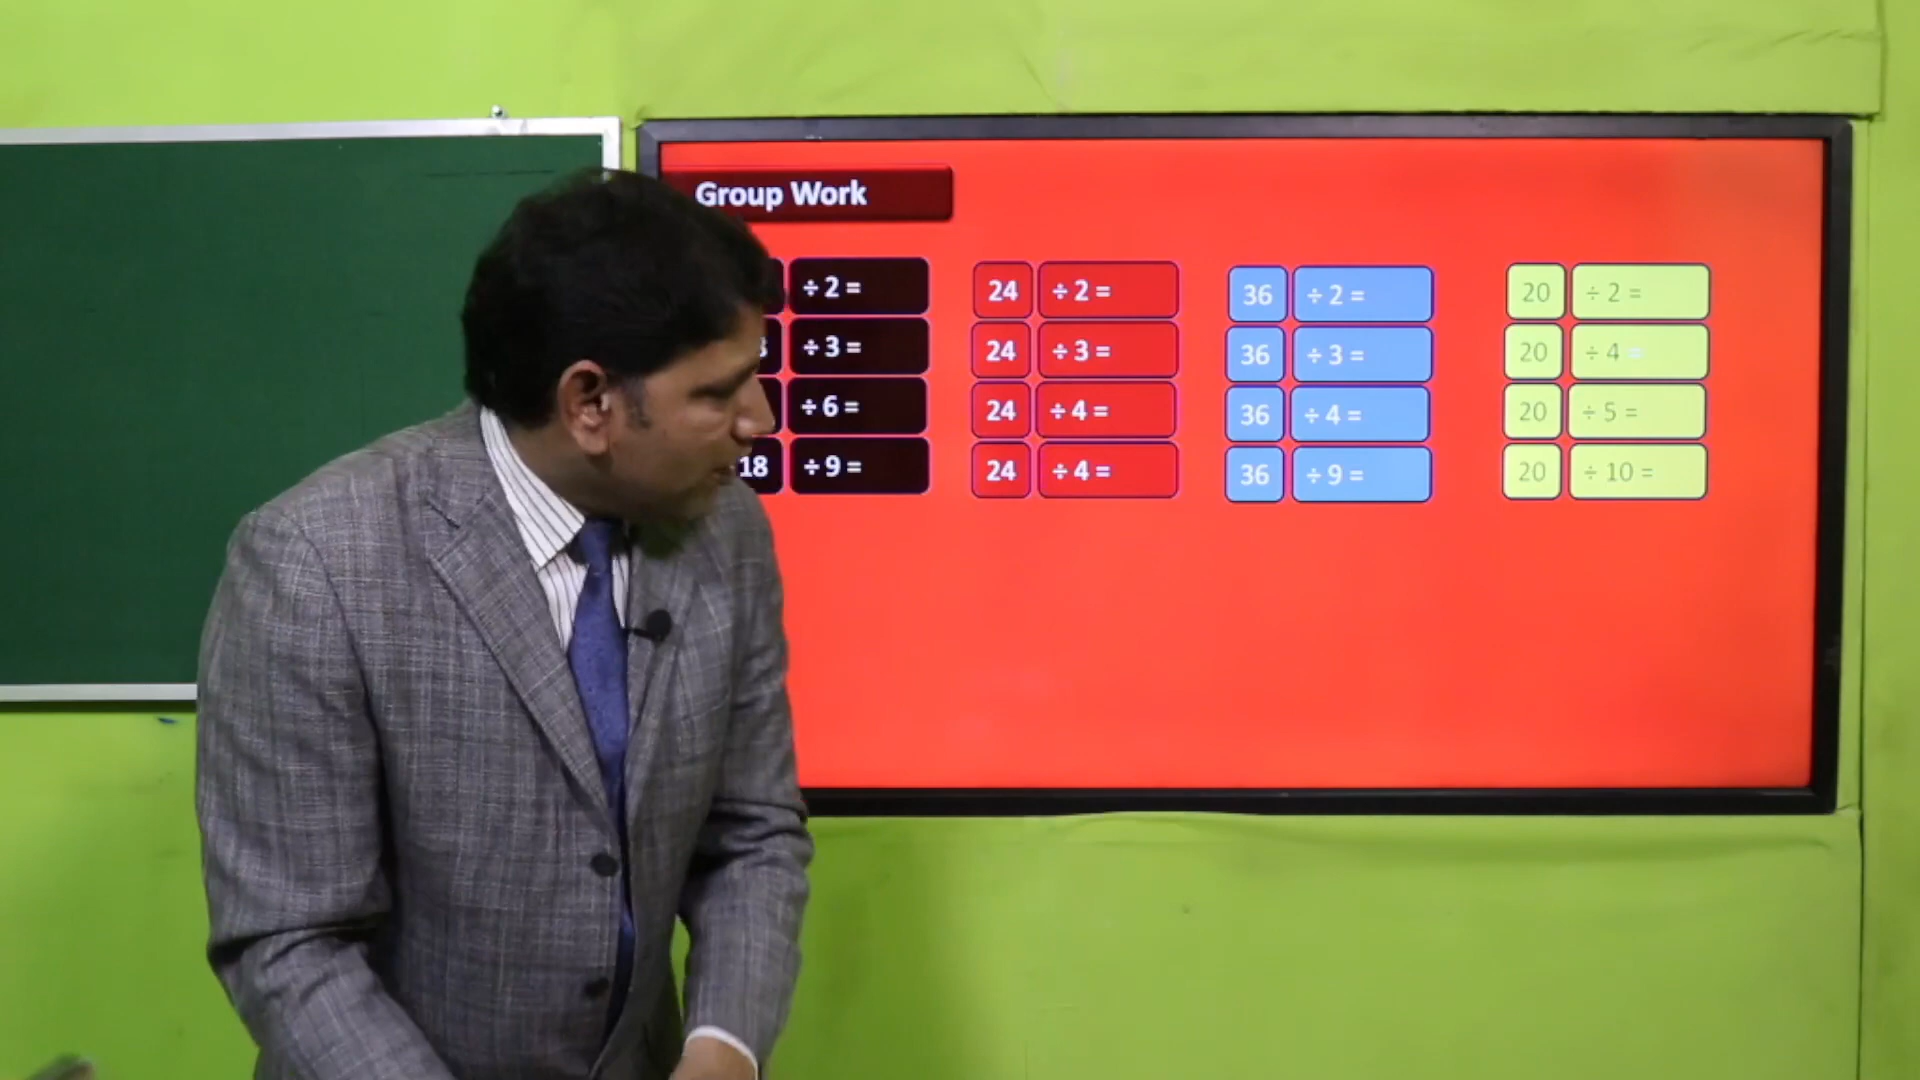 Group Work
÷ 2 =
÷ 3 =
÷ 6 =
18 ÷ 9 =
24 ÷ 2 =
24 ÷ 3 =
24 ÷ 4 =
24 ÷ 4 =
36 ÷ 2 =
36 ÷ 3 =
36 ÷ 4 =
36 ÷ 9 =
20 ÷ 2 =
20 ÷ 4 =
20 ÷ 5 =
20 ÷ 10 =